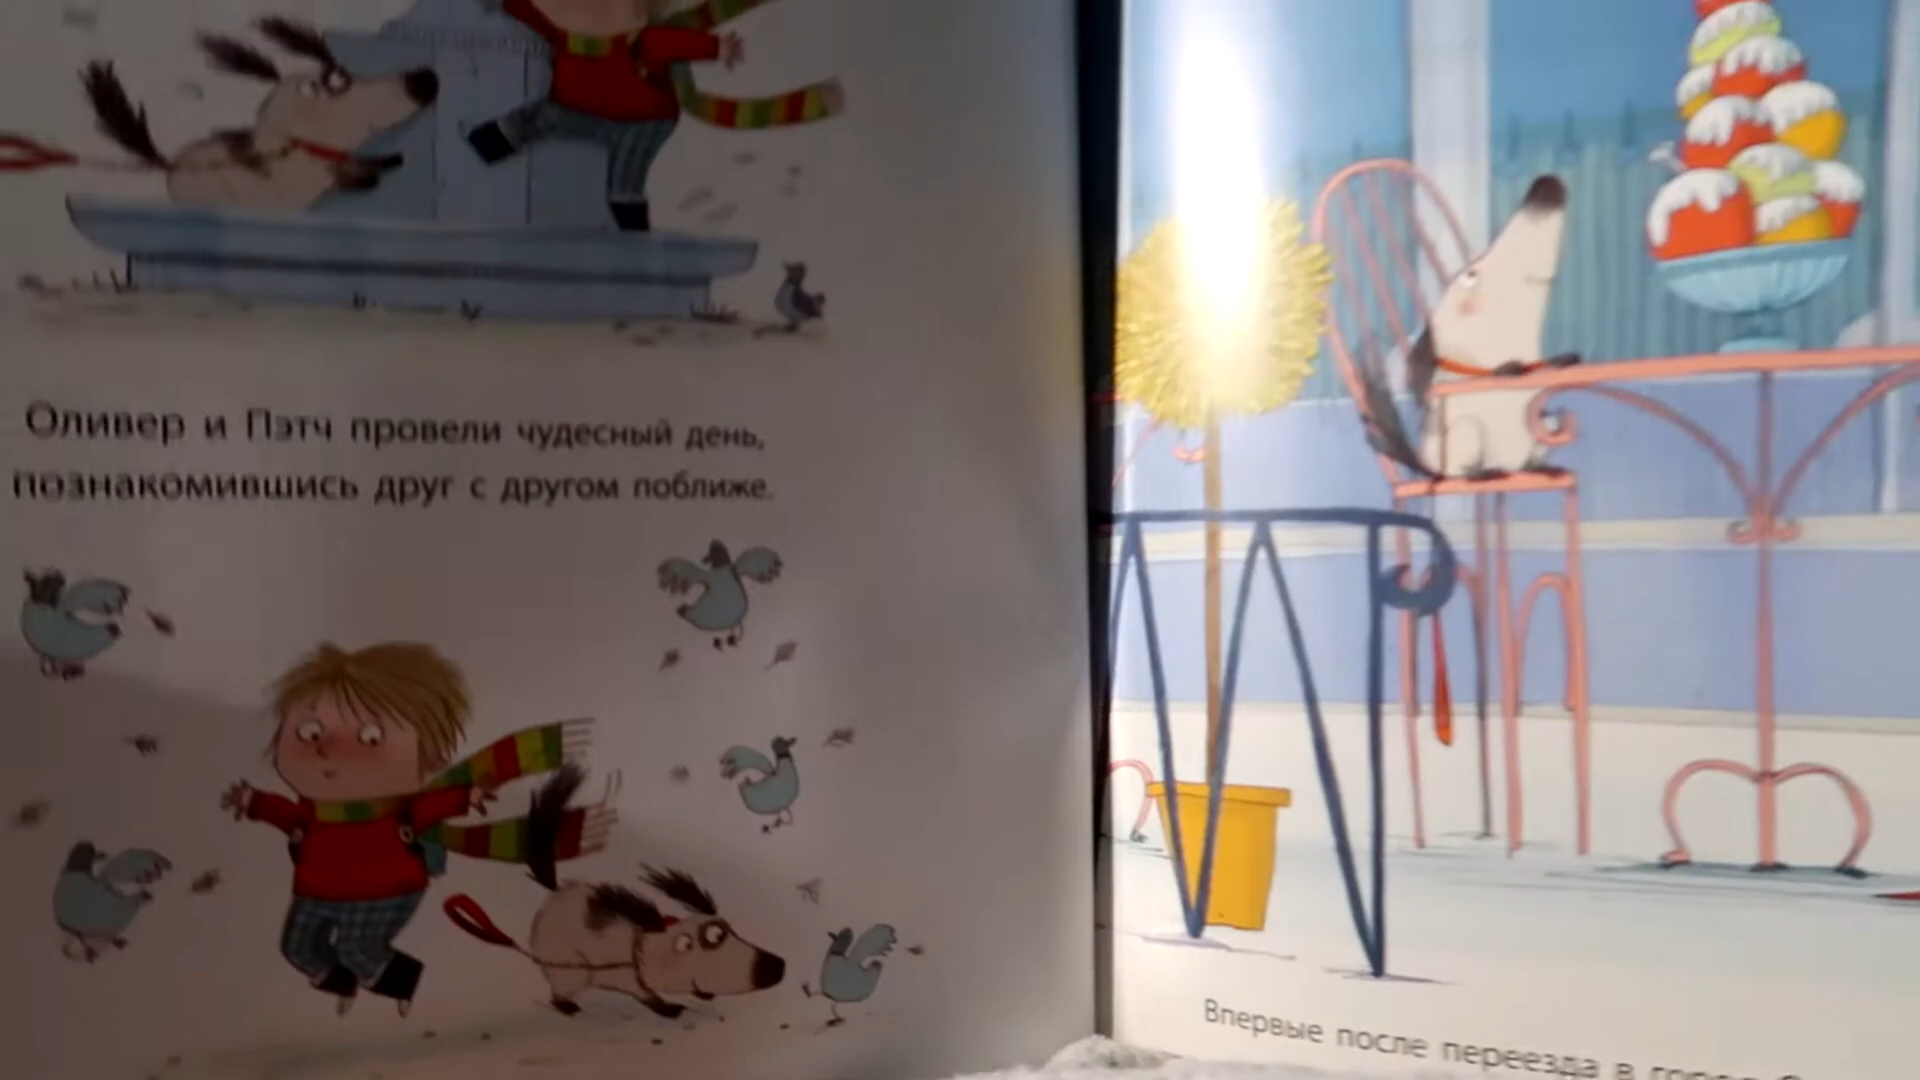 Оливер и Пэтч провели чудесный день,
познакомившись друг с другом поближе.
Впервые после переезда в